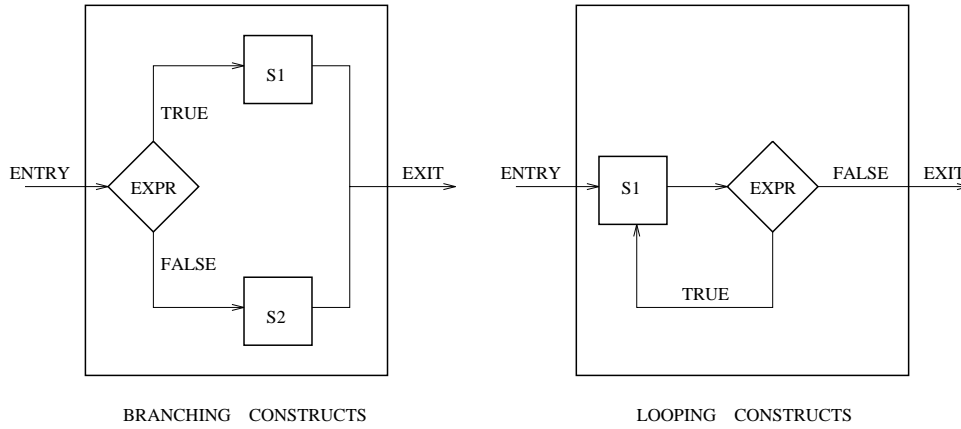 ENTRY
EXPR
TRUE
FALSE
S1
S2
EXIT
BRANCHING CONSTRUCTS
ENTRY
S1
EXPR
TRUE
FALSE
EXIT
LOOPING CONSTRUCTS